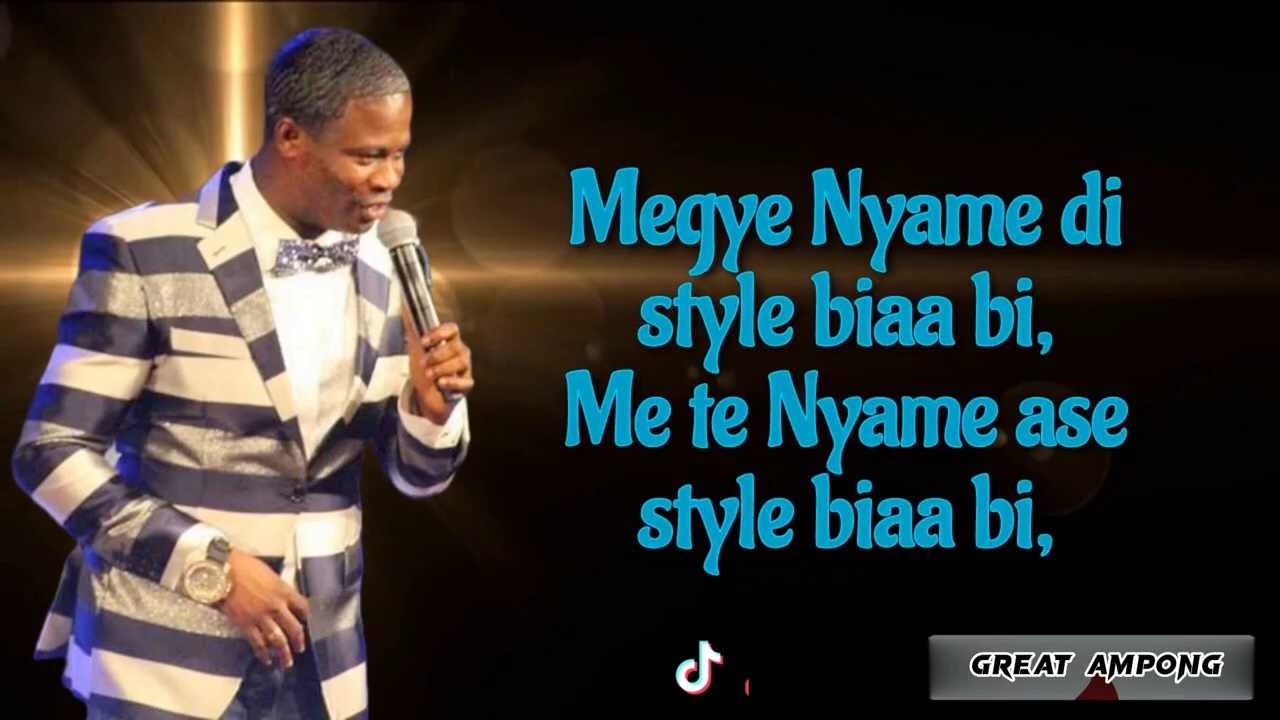 Megye Nyame di
style biaa bi,
Me te Nyame ase
style biaa bi,
GREAT AMPONG